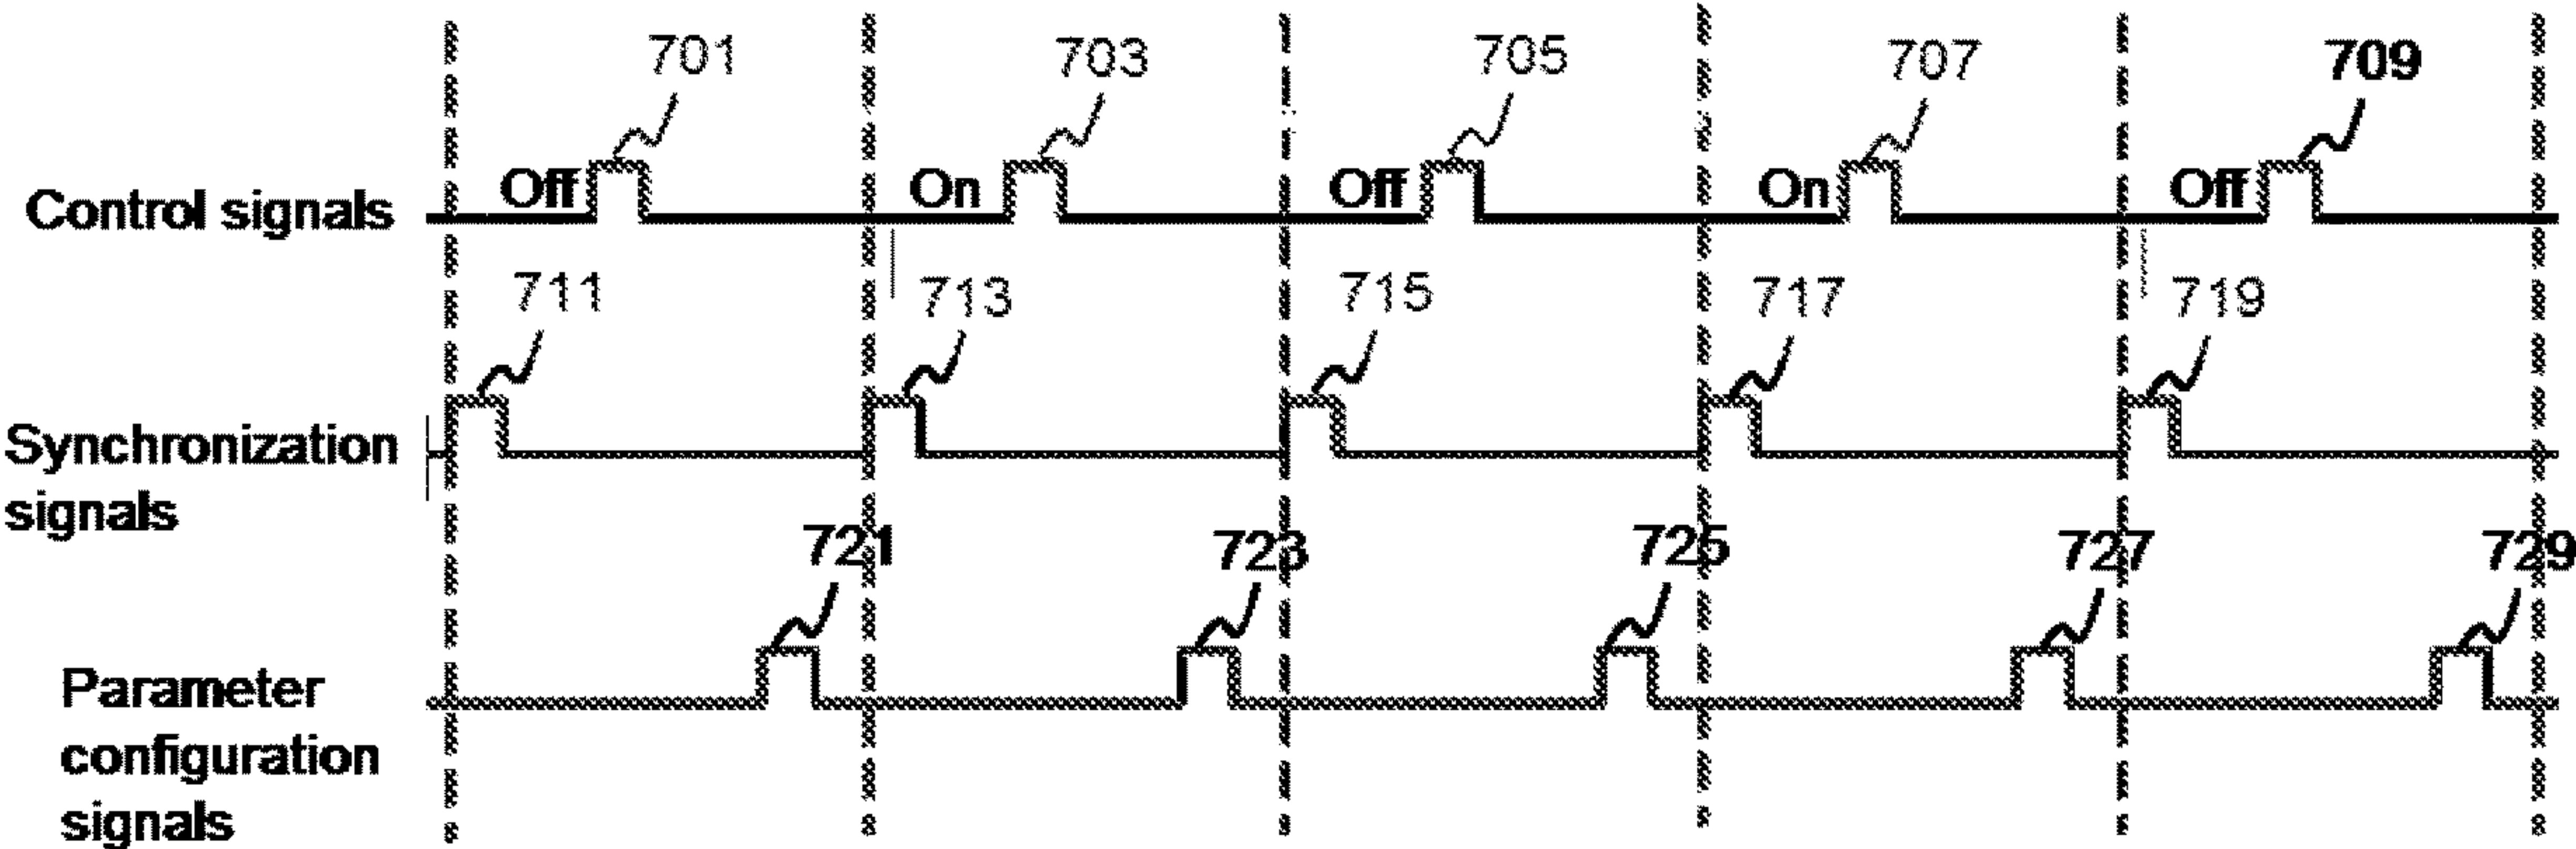 701 703 705 707 709
Control signals Off On Off On Off
711 713 715 717 719
Synchronization
signals
721 723 725 727 729
Parameter
configuration
signals